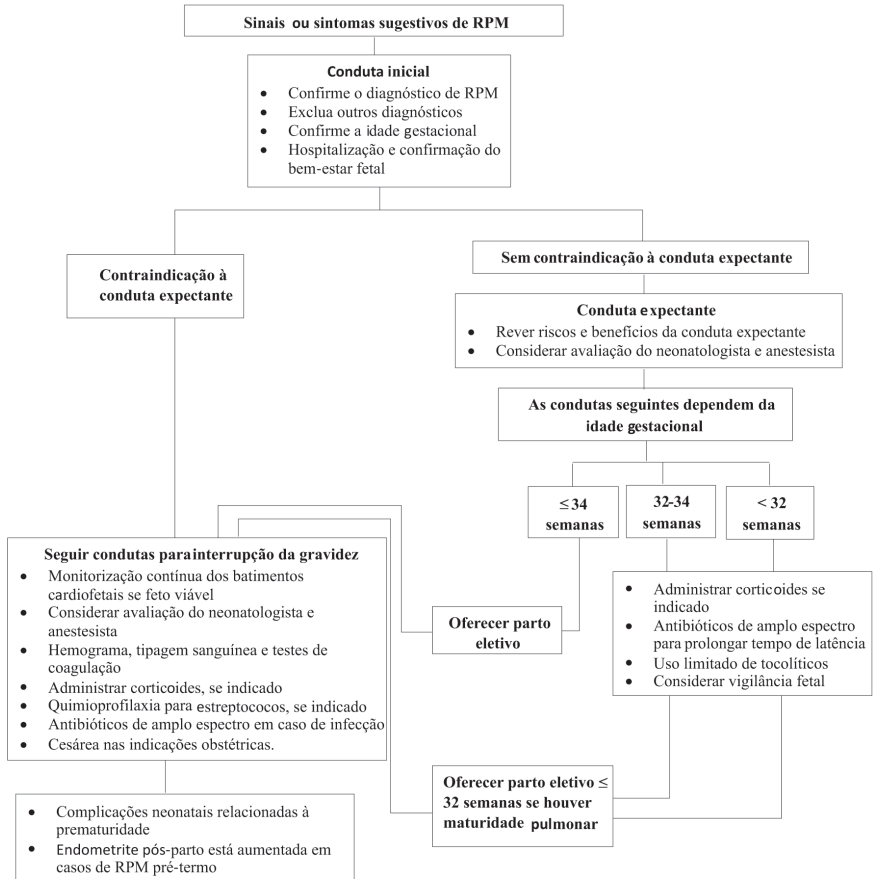 Sinais ou sintomas sugestivos de RPM
Conduta inicial
• Confirme o diagnóstico de RPM
• Exclua outros diagnósticos
• Confirme a idade gestacional
• Hospitalização e confirmação do
bem-estar fetal
Contraindicação à
conduta expectante
Sem contraindicação à conduta expectante
Conduta expectante
• Rever riscos e benefícios da conduta expectante
• Considerar avaliação do neonatologista e anestesista
As condutas seguintes dependem da
idade gestacional
≤ 34
semanas
32-34
semanas
< 32
semanas
Seguir condutas para interrupção da gravidez
• Monitorização contínua dos batimentos
cardiofetais se feto viável
• Considerar avaliação do neonatologista e
anestesista
• Hemograma, tipagem sanguínea e testes de
coagulação
• Administrar corticoides, se indicado
• Quimioprofilaxia para estreptococos, se indicado
• Antibióticos de amplo espectro em caso de infecção
• Cesárea nas indicações obstétricas.
Oferecer parto
eletivo
• Administrar corticoides se
indicado
• Antibióticos de amplo espectro
para prolongar tempo de latência
• Uso limitado de tocolíticos
• Considerar vigilância fetal
Oferecer parto eletivo ≤
32 semanas se houver
maturidade pulmonar
• Complicações neonatais relacionadas à
prematuridade
• Endometrite pós-parto está aumentada em
casos de RPM pré-termo